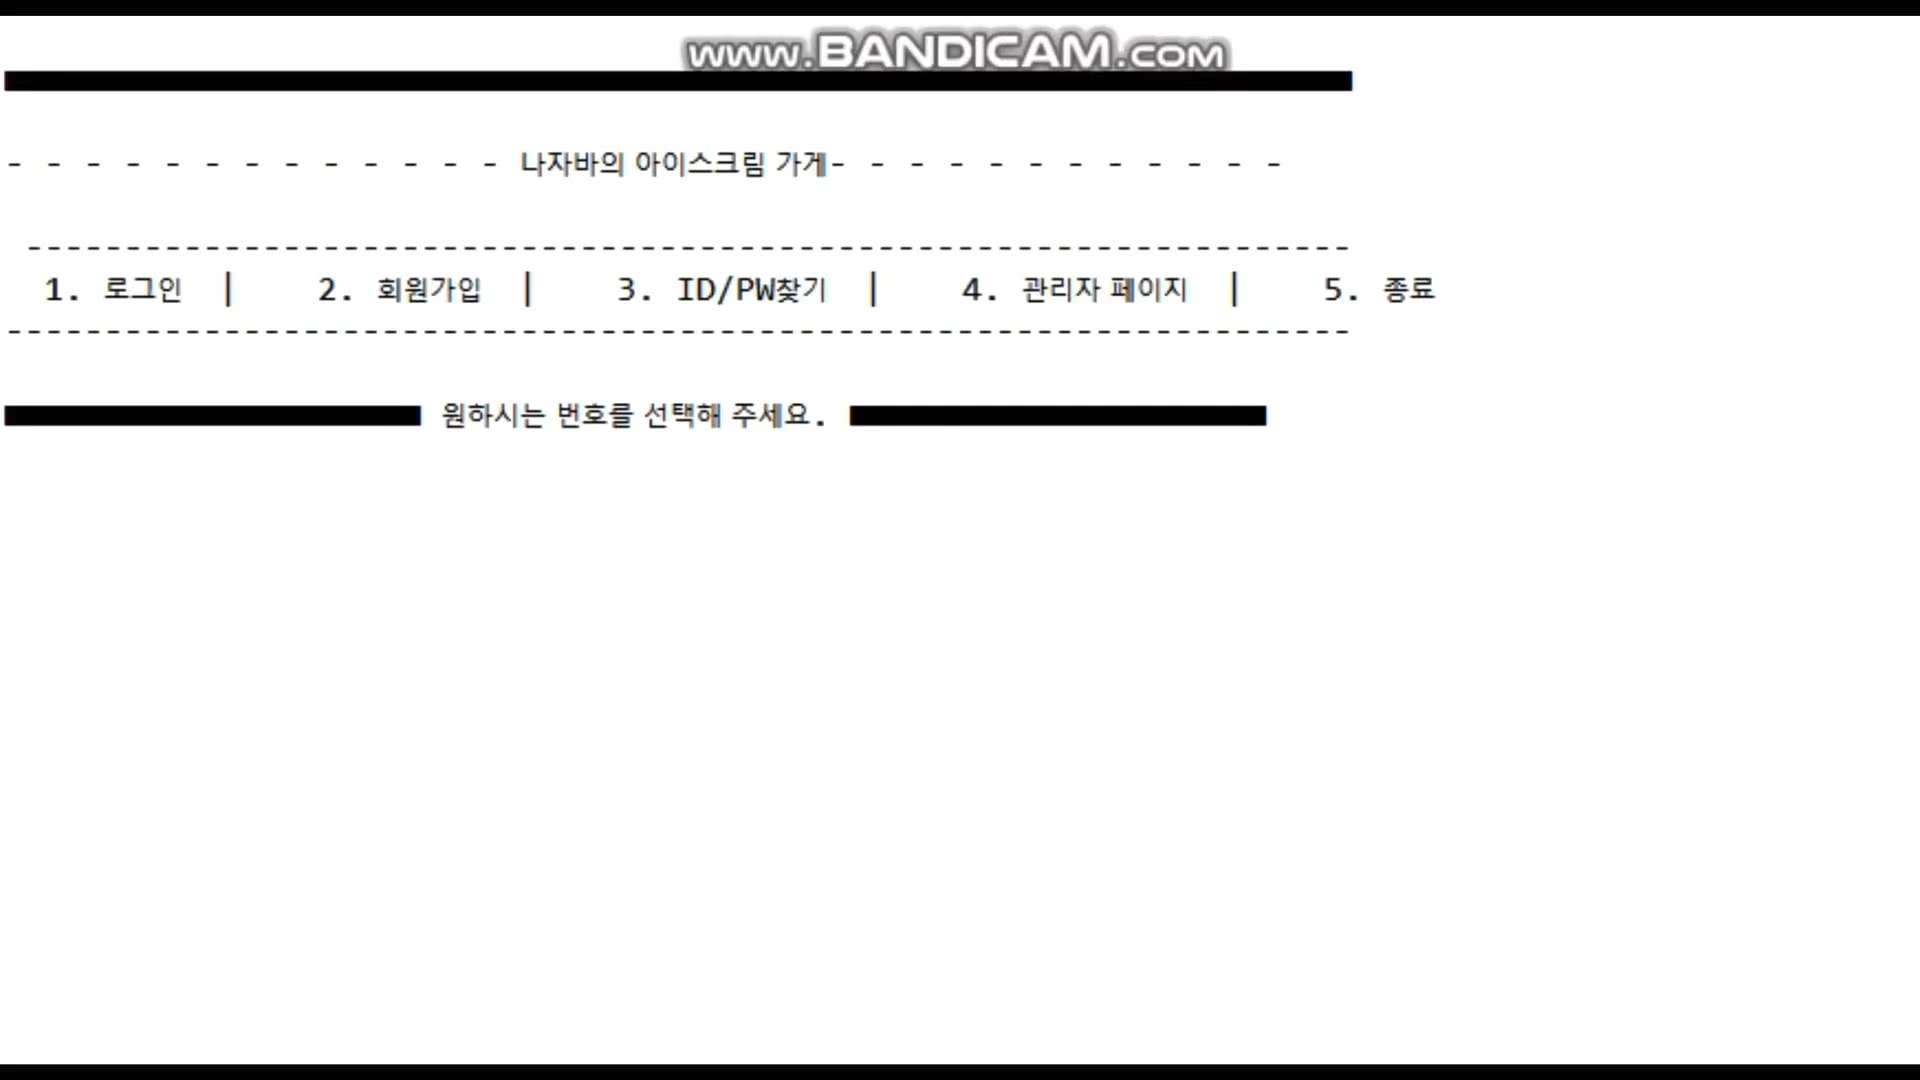 www.BANDICAM.com
- - - - - - - - - - - - - 나자바의 아이스크림 가게- - - - - - - - - - - -
1. 로그인 | 2. 회원가입 | 3. ID/PW찾기 | 4. 관리자 페이지 | 5. 종료
원하시는 번호를 선택해 주세요.